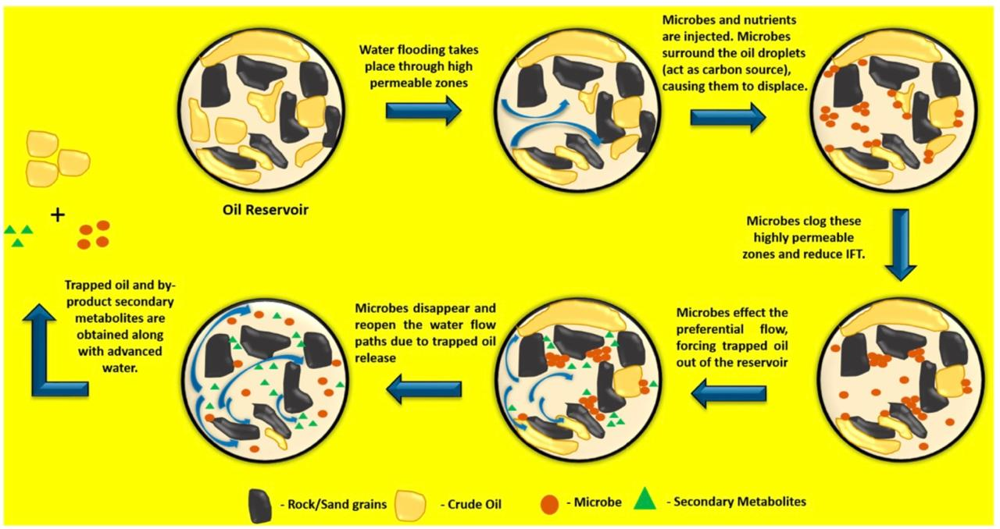 Water flooding takes
place through high
permeable zones
Microbes and nutrients
are injected. Microbes
surround the oil droplets
(act as carbon source),
causing them to displace.
Oil Reservoir
+
Microbes clog these
highly permeable
zones and reduce IFT.
Microbes effect the
preferential flow,
forcing trapped oil
out of the reservoir
Microbes disappear and
reopen the water flow
paths due to trapped oil
release
Trapped oil and by-
product secondary
metabolites are
obtained along
with advanced
water.
- Rock/Sand grains
- Crude Oil
- Microbe
- Secondary Metabolites